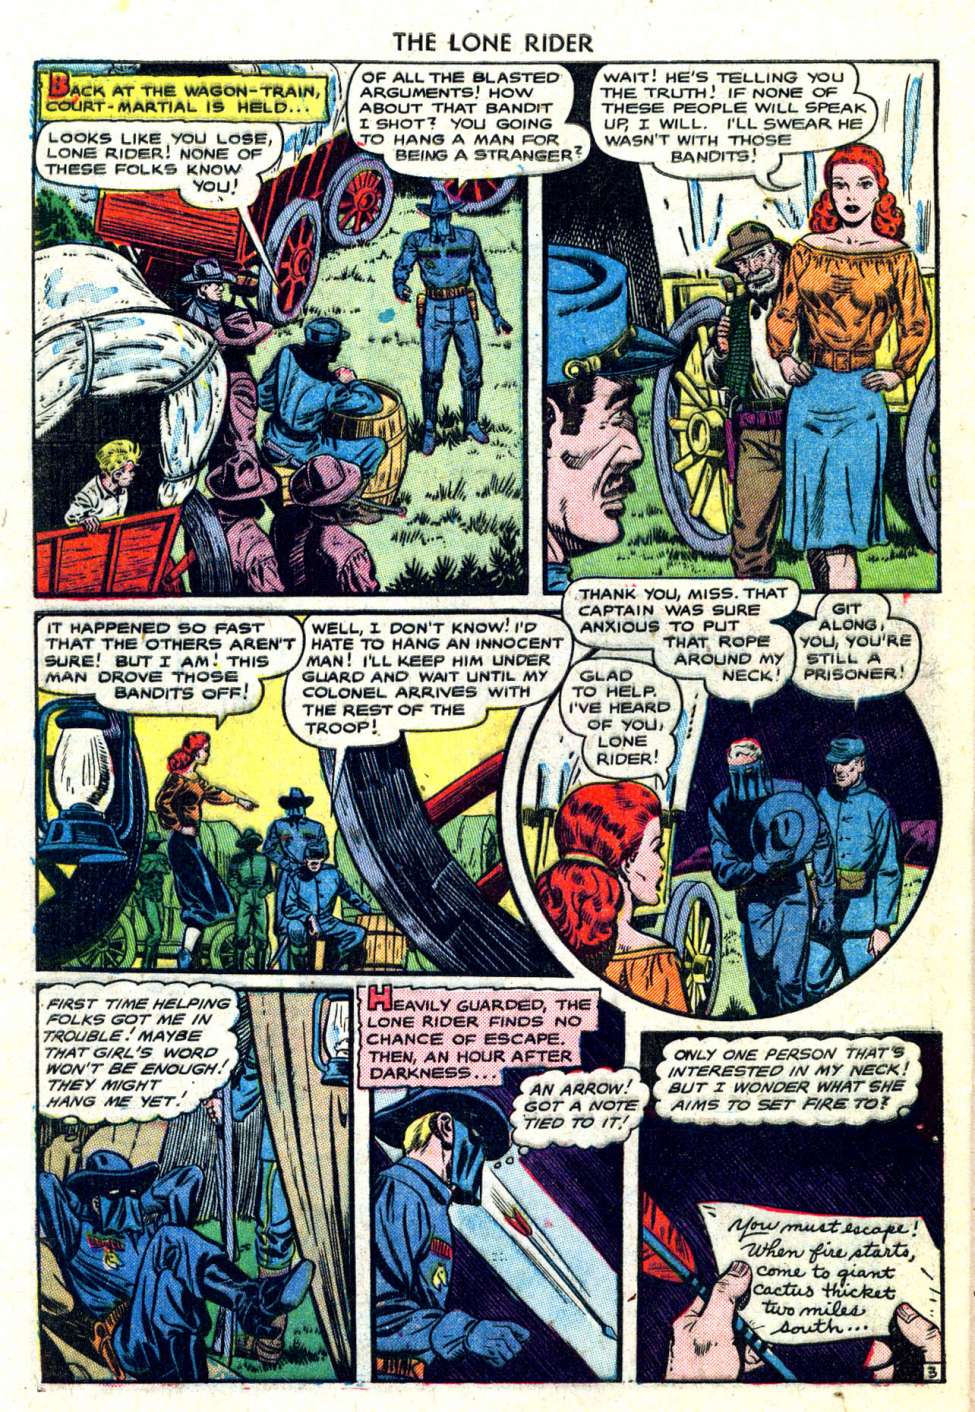 THE LONE RIDER
BACK AT THE WAGON-TRAIN,
COURT-MARTIAL IS HELD...
LOOKS LIKE YOU LOSE,
LONE RIDER! NONE OF
THESE FOLKS KNOW
YOU!
OF ALL THE BLASTED
ARGUMENTS! HOW
ABOUT THAT BANDIT
I SHOT? YOU GOING
TO HANG A MAN FOR
BEING A STRANGER?
WAIT! HE'S TELLING YOU
THE TRUTH! IF NONE OF
THESE PEOPLE WILL SPEAK
UP, I WILL. I'LL SWEAR HE
WASN'T WITH THOSE
BANDITS!
IT HAPPENED SO FAST
THAT THE OTHERS AREN'T
SURE! BUT I AM! THIS
MAN DROVE THOSE
BANDITS OFF!
WELL, I DON'T KNOW! I'D
HATE TO HANG AN INNOCENT
MAN! I'LL KEEP HIM UNDER
GUARD AND WAIT UNTIL MY
COLONEL ARRIVES WITH
THE REST OF THE
TROOP!
THANK YOU, MISS. THAT
CAPTAIN WAS SURE
ANXIOUS TO PUT
THAT ROPE
AROUND MY
NECK!
GLAD
TO HELP.
I'VE HEARD
OF YOU,
LONE
RIDER!
GIT
ALONG,
YOU, YOU'RE
STILL A
PRISONER!
FIRST TIME HELPING
FOLKS GOT ME IN
TROUBLE! MAYBE
THAT GIRL'S WORD
WON'T BE ENOUGH!
THEY MIGHT
HANG ME YET!
HEAVILY GUARDED, THE
LONE RIDER FINDS NO
CHANCE OF ESCAPE.
THEN, AN HOUR AFTER
DARKNESS...
AN ARROW!
GOT A NOTE
TIED TO IT!
ONLY ONE PERSON THAT'S
INTERESTED IN MY NECK!
BUT I WONDER WHAT SHE
AIMS TO SET FIRE TO?
You must escape!
When fire starts,
come to giant
cactus thicket
two miles
south...
3